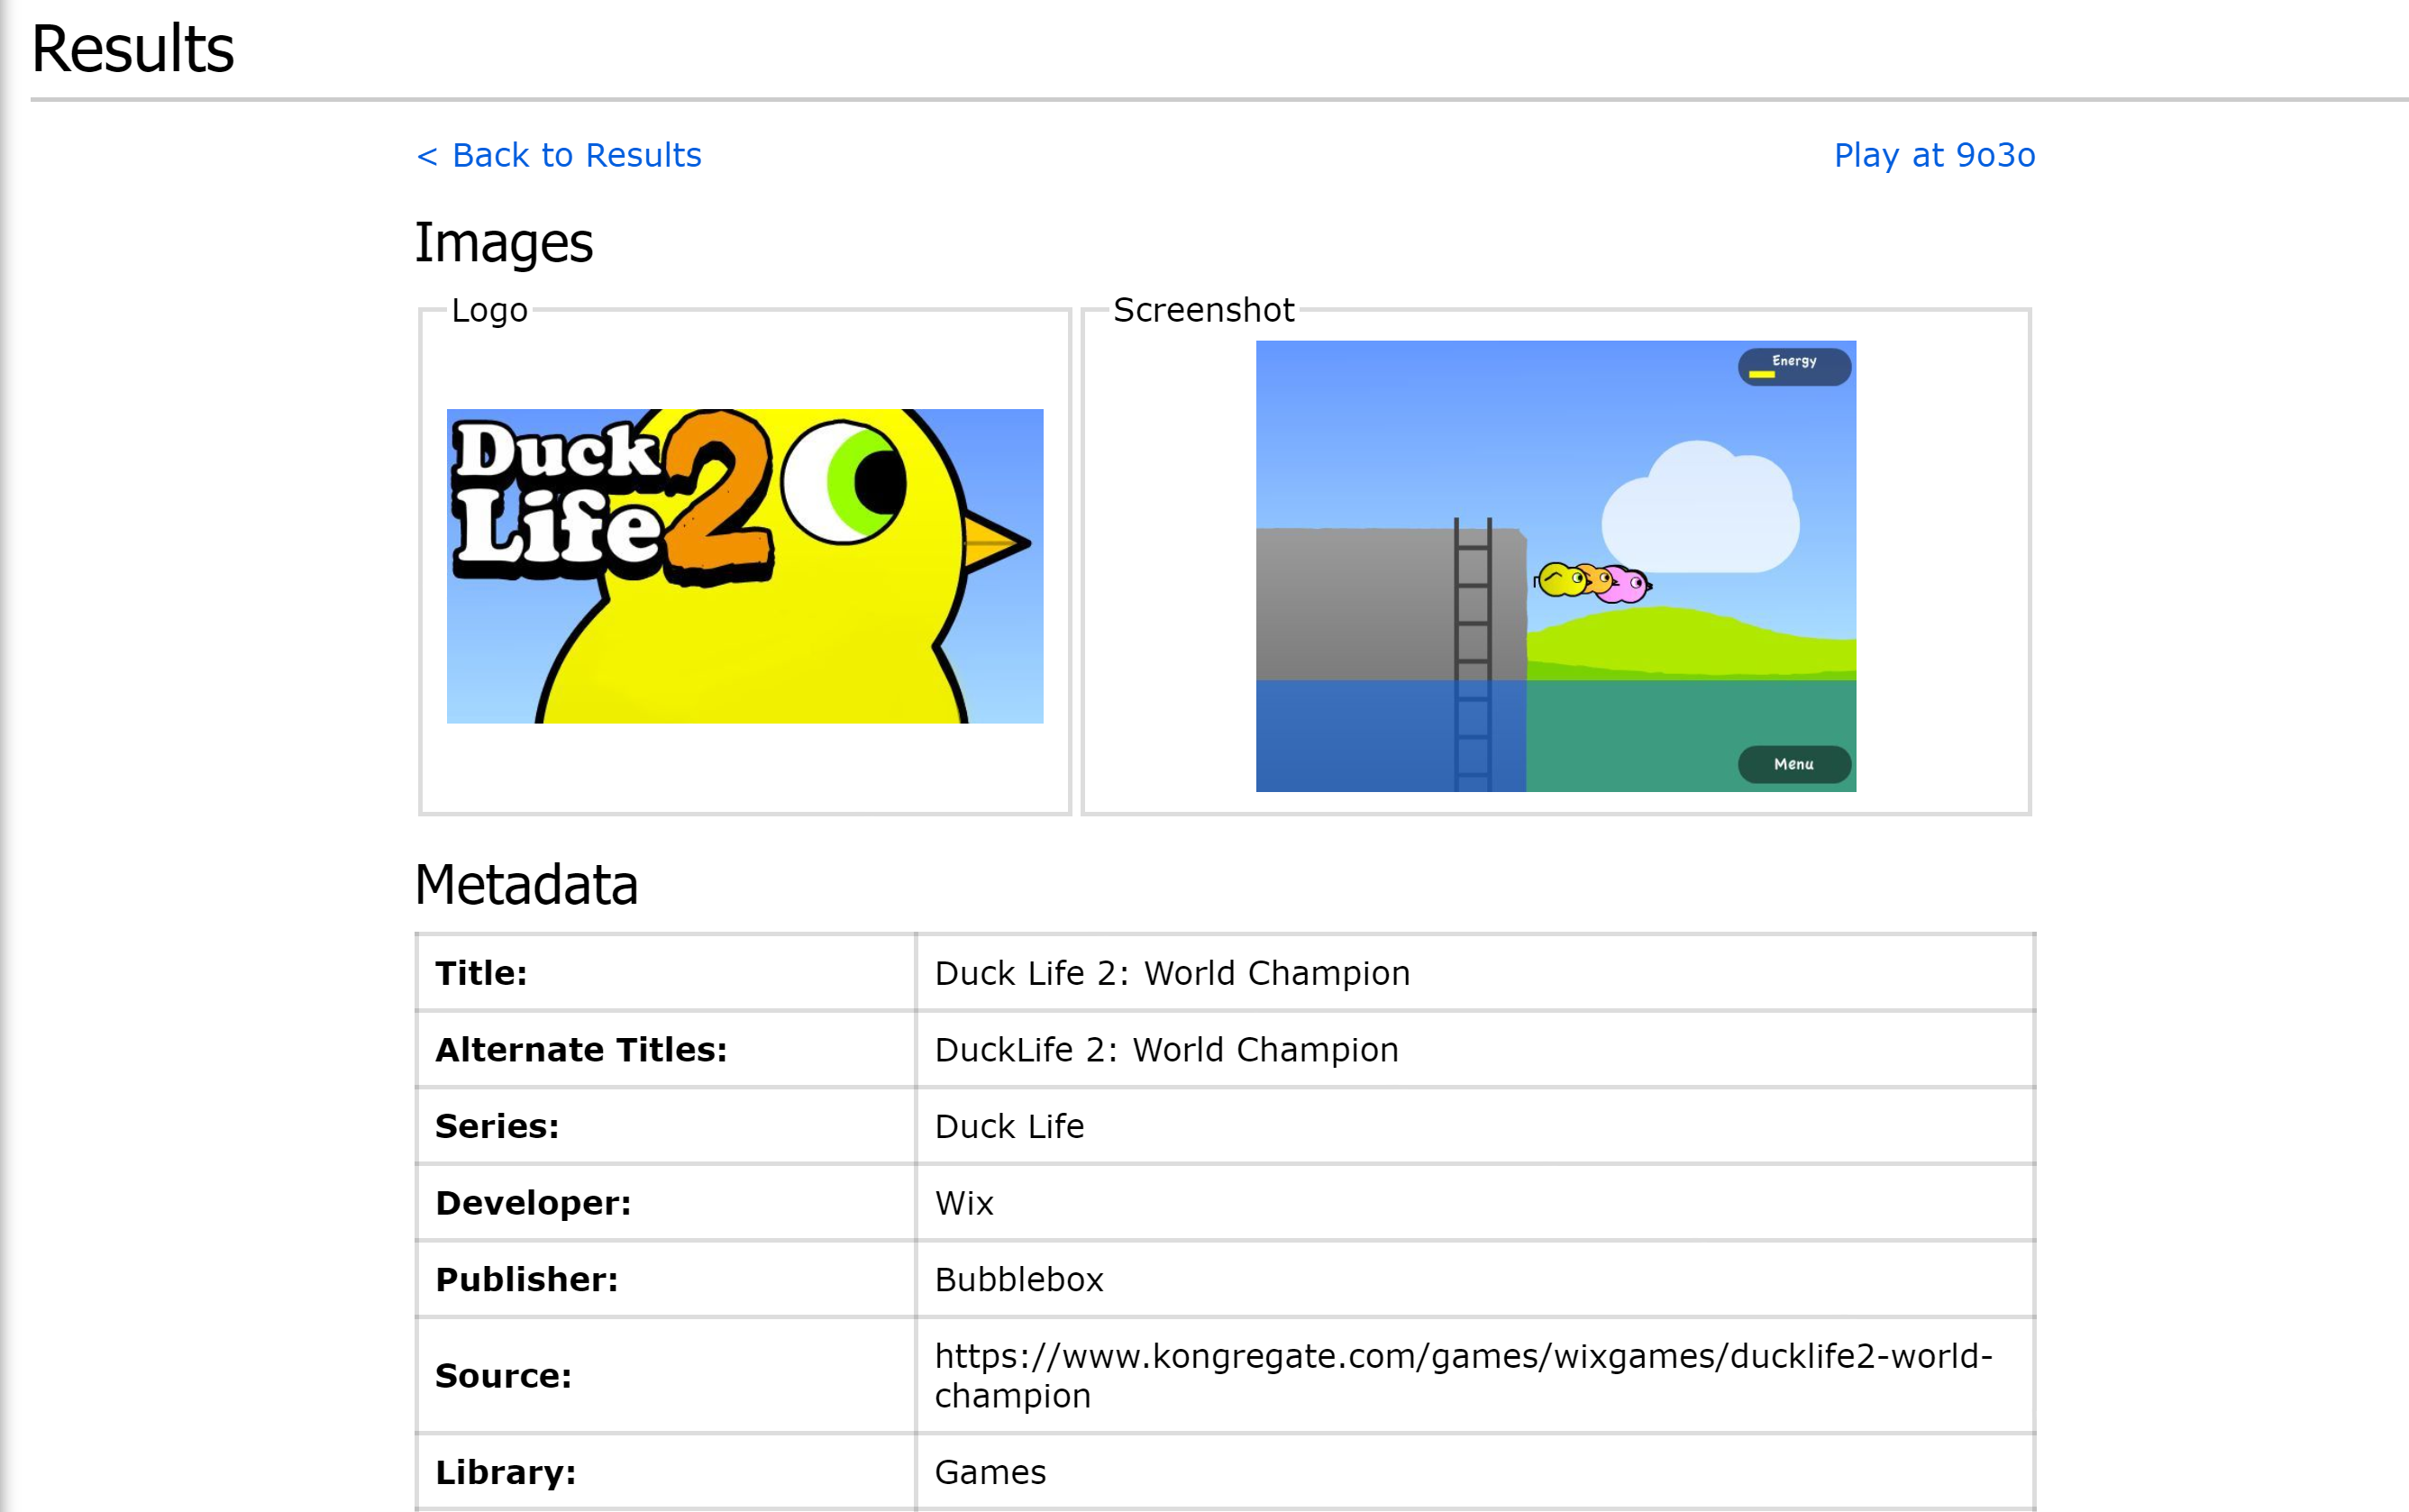 Results
< Back to Results
Play at 9o3o
Images
Logo
Screenshot
Duck
Life 2
Energy
Menu
Metadata
Title: Duck Life 2: World Champion
Alternate Titles: DuckLife 2: World Champion
Series: Duck Life
Developer: Wix
Publisher: Bubblebox
Source: https://www.kongregate.com/games/wixgames/ducklife2-world-
champion
Library: Games